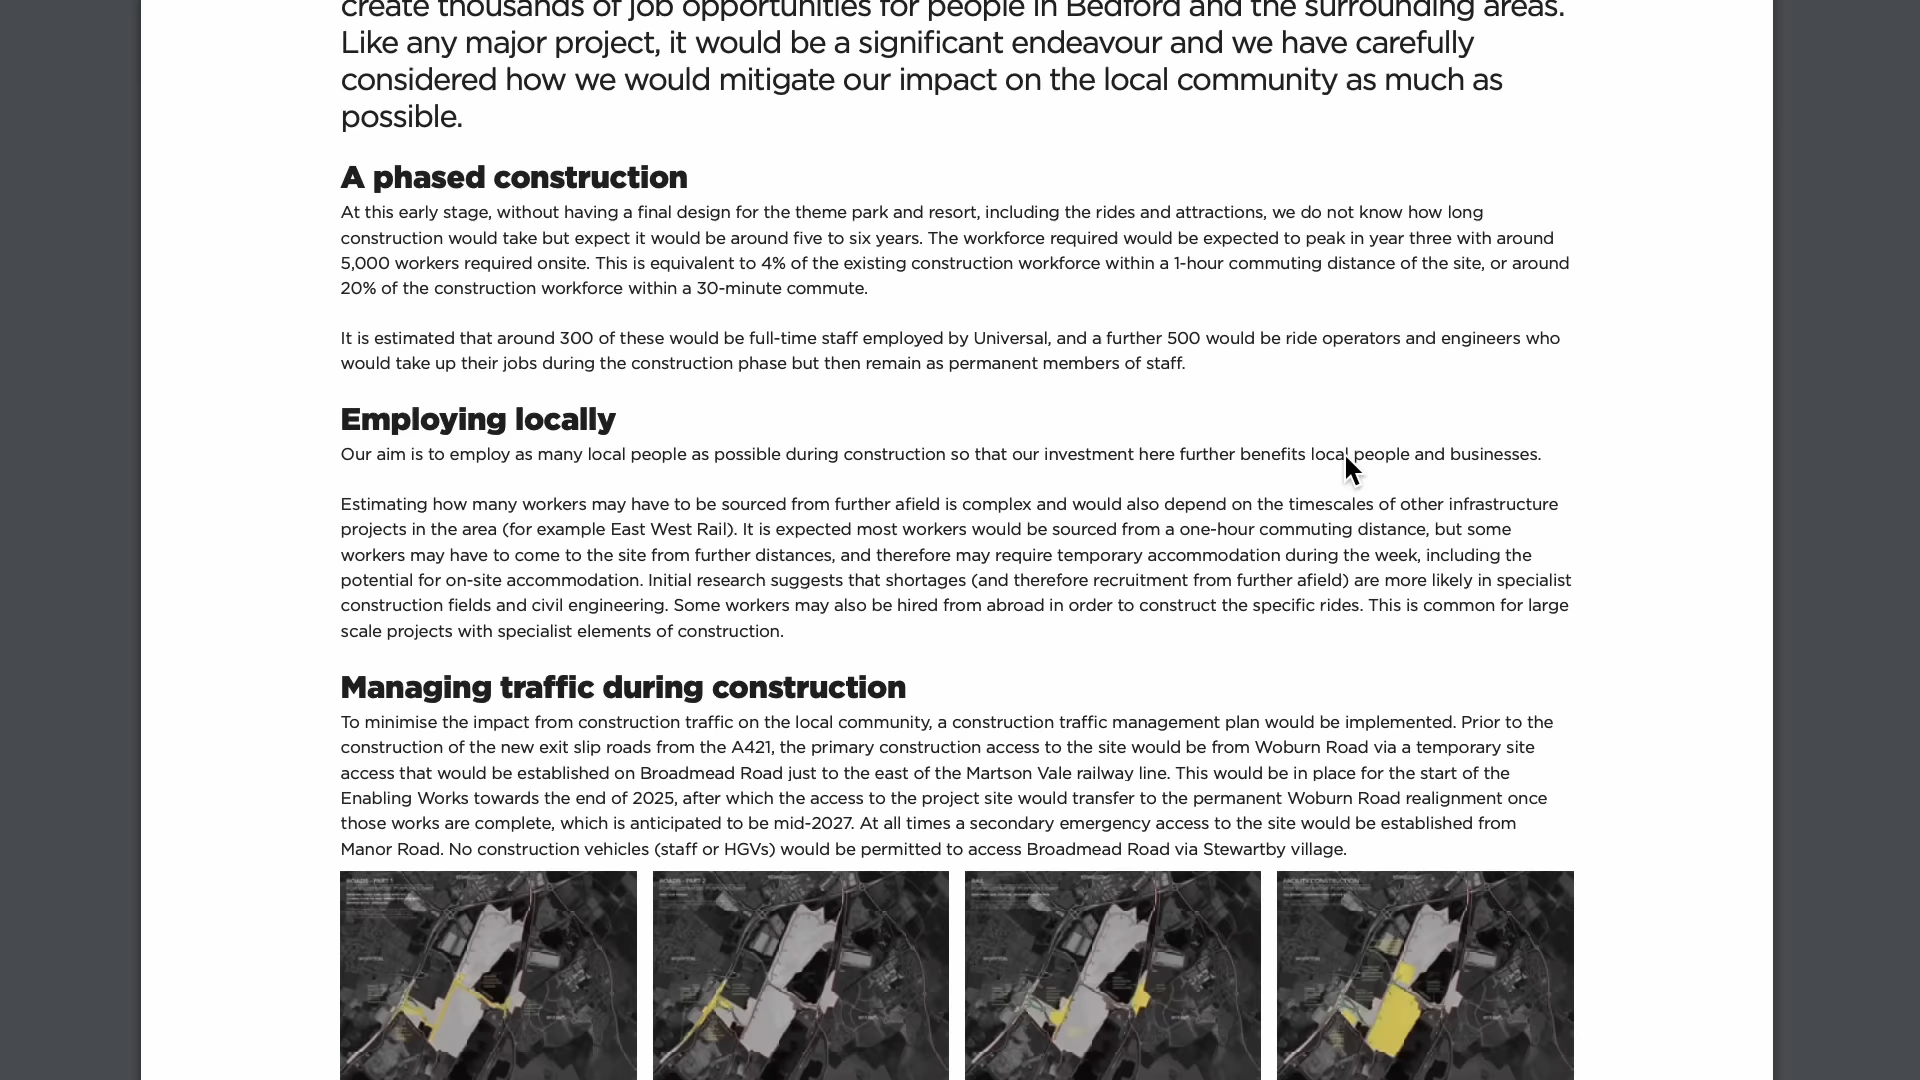 create thousands of job opportunities for people in Bedford and the surrounding areas.
Like any major project, it would be a significant endeavour and we have carefully
considered how we would mitigate our impact on the local community as much as
possible.
A phased construction
At this early stage, without having a final design for the theme park and resort, including the rides and attractions, we do not know how long
construction would take but expect it would be around five to six years. The workforce required would be expected to peak in year three with around
5,000 workers required onsite. This is equivalent to 4% of the existing construction workforce within a 1-hour commuting distance of the site, or around
20% of the construction workforce within a 30-minute commute.
It is estimated that around 300 of these would be full-time staff employed by Universal, and a further 500 would be ride operators and engineers who
would take up their jobs during the construction phase but then remain as permanent members of staff.
Employing locally
Our aim is to employ as many local people as possible during construction so that our investment here further benefits local people and businesses.
Estimating how many workers may have to be sourced from further afield is complex and would also depend on the timescales of other infrastructure
projects in the area (for example East West Rail). It is expected most workers would be sourced from a one-hour commuting distance, but some
workers may have to come to the site from further distances, and therefore may require temporary accommodation during the week, including the
potential for on-site accommodation. Initial research suggests that shortages (and therefore recruitment from further afield) are more likely in specialist
construction fields and civil engineering. Some workers may also be hired from abroad in order to construct the specific rides. This is common for large
scale projects with specialist elements of construction.
Managing traffic during construction
To minimise the impact from construction traffic on the local community, a construction traffic management plan would be implemented. Prior to the
construction of the new exit slip roads from the A421, the primary construction access to the site would be from Woburn Road via a temporary site
access that would be established on Broadmead Road just to the east of the Martson Vale railway line. This would be in place for the start of the
Enabling Works towards the end of 2025, after which the access to the project site would transfer to the permanent Woburn Road realignment once
those works are complete, which is anticipated to be mid-2027. At all times a secondary emergency access to the site would be established from
Manor Road. No construction vehicles (staff or HGVs) would be permitted to access Broadmead Road via Stewartby village.
ROADS - PART 1
ROADS - PART 2
RAIL
FACILITY CONSTRUCTION